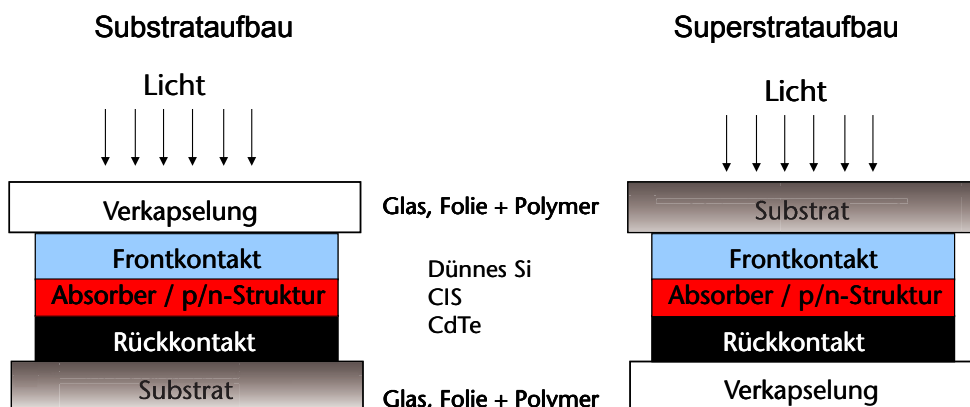 Substrataufbau
Licht
Verkapselung
Frontkontakt
Absorber / p/n-Struktur
Rückkontakt
Substrat
Glas, Folie + Polymer
Dünnes Si
CIS
CdTe
Glas, Folie + Polymer
Superstrataufbau
Licht
Substrat
Frontkontakt
Absorber / p/n-Struktur
Rückkontakt
Verkapselung